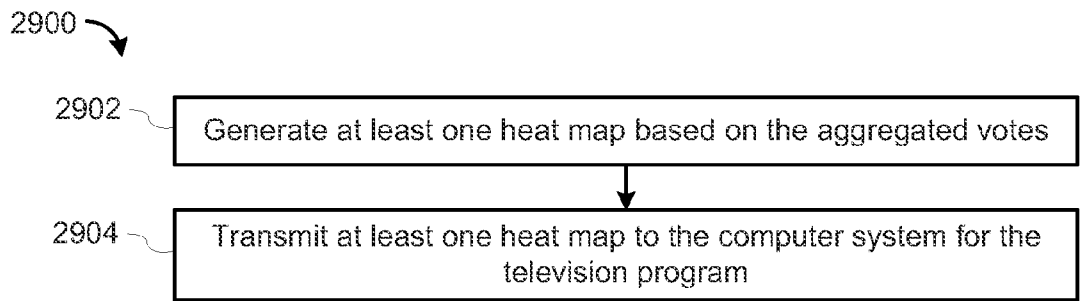 2900
2902
Generate at least one heat map based on the aggregated votes
2904
Transmit at least one heat map to the computer system for the
television program